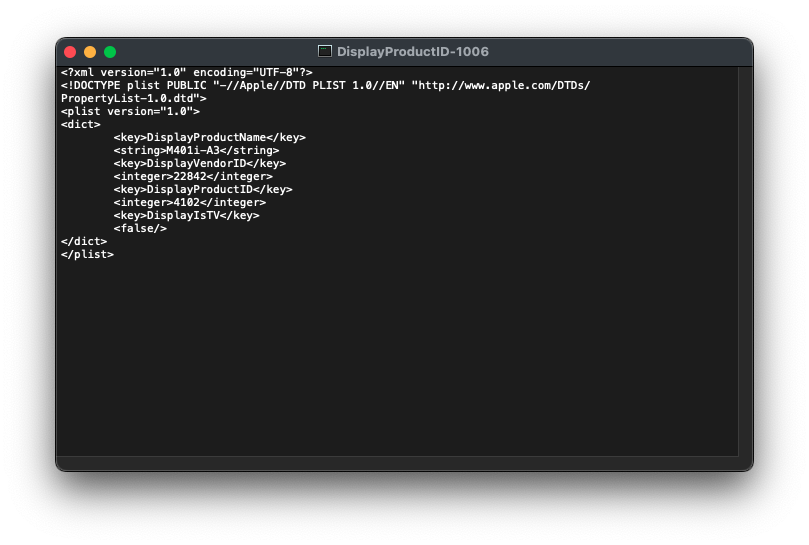 DisplayProductID-1006
<?xml version="1.0" encoding="UTF-8"?>
<!DOCTYPE plist PUBLIC "-//Apple//DTD PLIST 1.0//EN" "http://www.apple.com/DTDs/
PropertyList-1.0.dtd">
<plist version="1.0">
<dict>
	<key>DisplayProductName</key>
	<string>M401i-A3</string>
	<key>DisplayVendorID</key>
	<integer>22842</integer>
	<key>DisplayProductID</key>
	<integer>4102</integer>
	<key>DisplayIsTV</key>
	<false/>
</dict>
</plist>